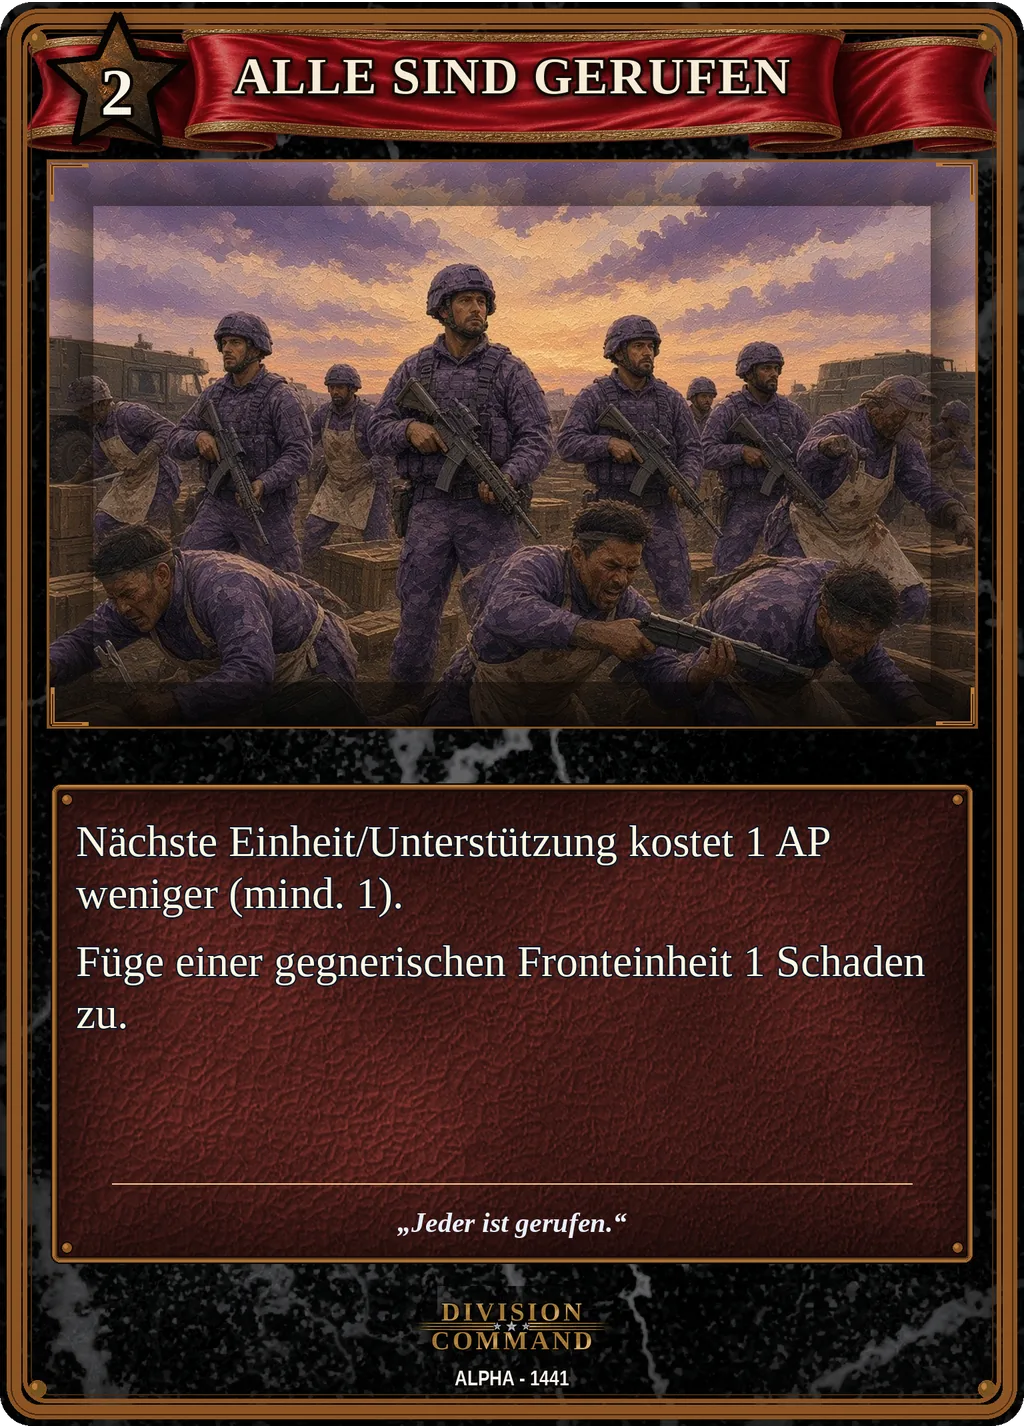 2
ALLE SIND GERUFEN
Nächste Einheit/Unterstützung kostet 1 AP
weniger (mind. 1).
Füge einer gegnerischen Fronteinheit 1 Schaden
zu.
„Jeder ist gerufen.“
DIVISION
COMMAND
ALPHA - 1441